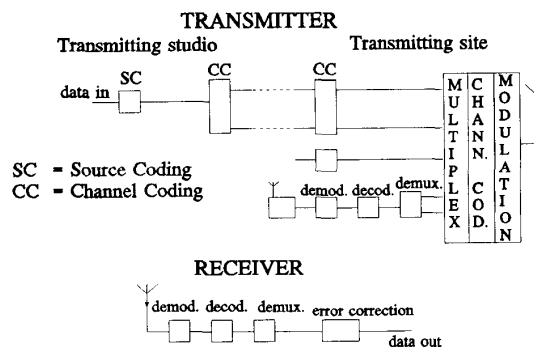 TRANSMITTER
Transmitting studio
Transmitting site
SC
CC
CC
data in
MULTIPLEX
CHANN. COD.
MODULATION
SC = Source Coding
CC = Channel Coding
demod.
decod.
demux.
RECEIVER
demod.
decod.
demux.
error correction
data out